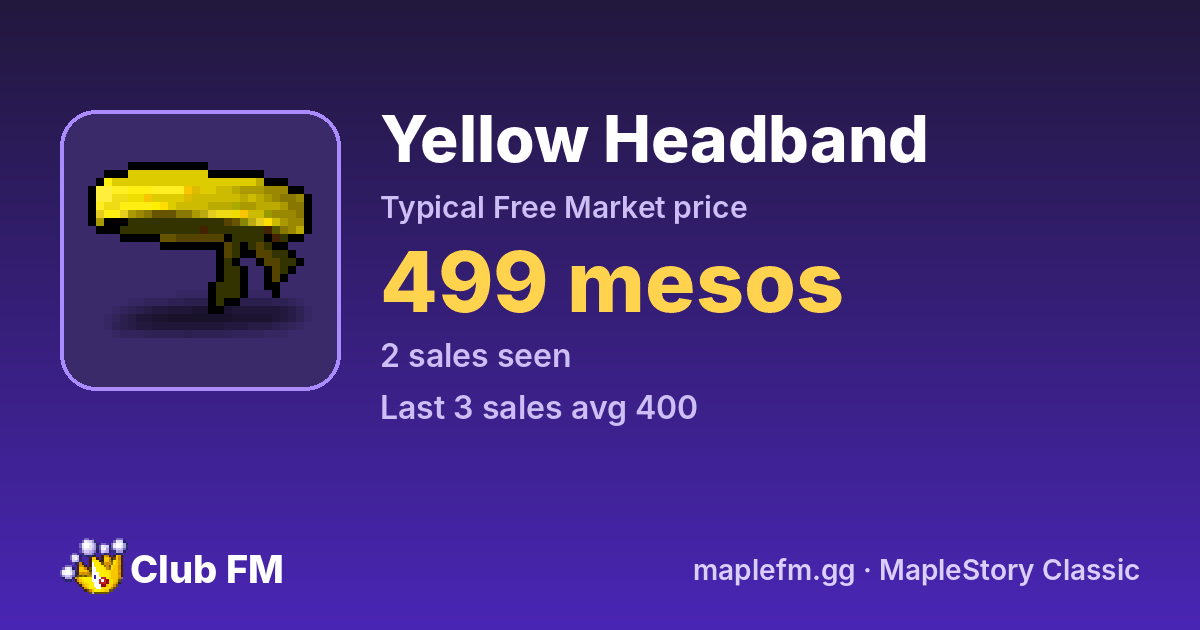 Yellow Headband
Typical Free Market price
499 mesos
2 sales seen
Last 3 sales avg 400
Club FM
maplefm.gg · MapleStory Classic